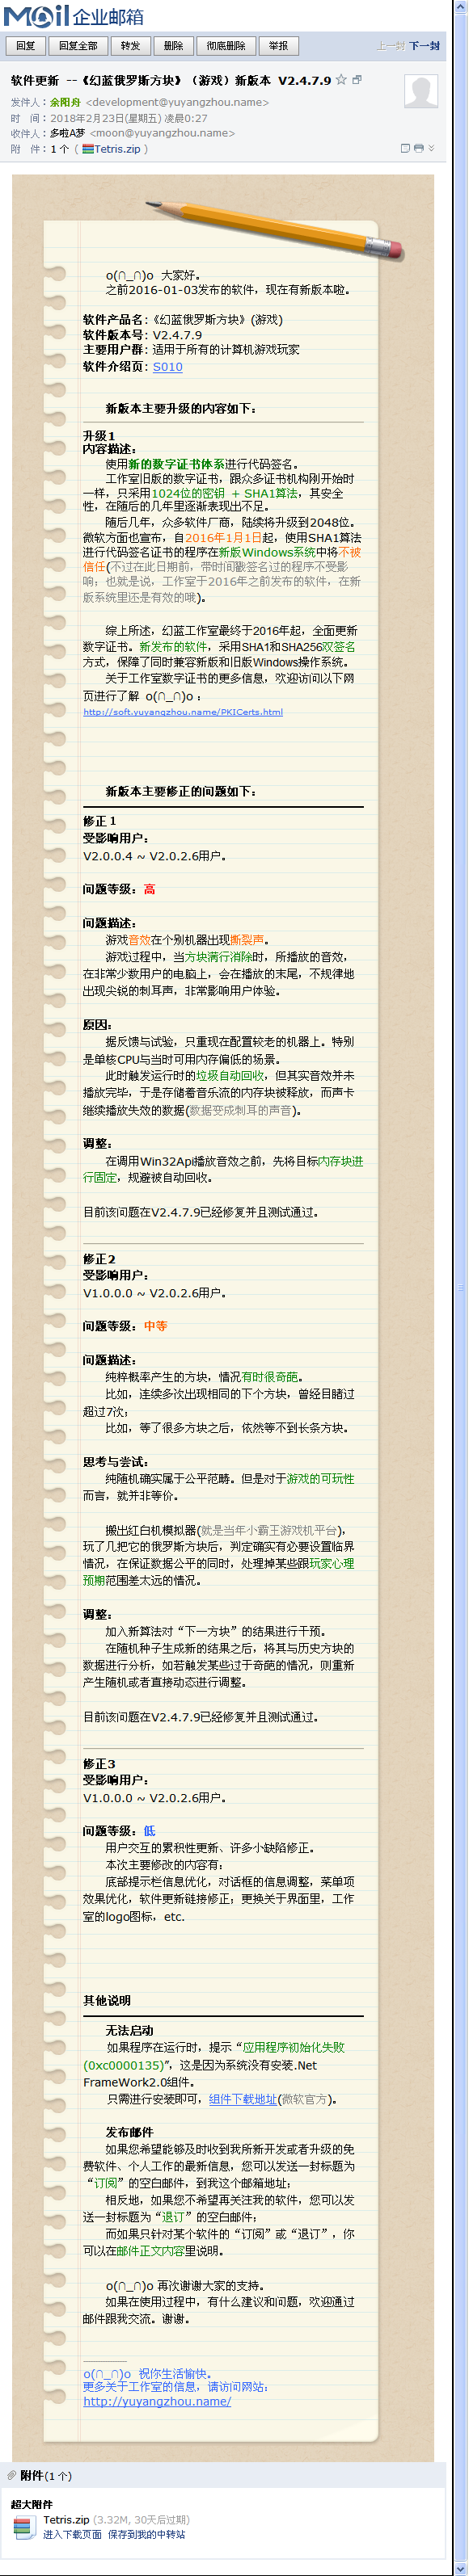 Mail 企业邮箱
回复 回复全部 转发 删除 彻底删除 举报 上一封 下一封
软件更新 --《幻蓝俄罗斯方块》（游戏）新版本 V2.4.7.9
发件人：余阳舟 <development@yuyangzhou.name>
时　间：2018年2月23日(星期五) 凌晨0:27
收件人：多啦A梦 <moon@yuyangzhou.name>
附　件：1 个 ( Tetris.zip )
o(∩_∩)o 大家好。
之前2016-01-03发布的软件，现在有新版本啦。
软件产品名：《幻蓝俄罗斯方块》(游戏)
软件版本号：V2.4.7.9
主要用户群：适用于所有的计算机游戏玩家
软件介绍页：S010
新版本主要升级的内容如下：
升级1
内容描述：
使用新的数字证书体系进行代码签名。
工作室旧版的数字证书，跟众多证书机构刚开始时
一样，只采用1024位的密钥 + SHA1算法，其安全
性，在随后的几年里逐渐表现出不足。
随后几年，众多软件厂商，陆续将升级到2048位。
微软方面也宣布，自2016年1月1日起，使用SHA1算法
进行代码签名证书的程序在新版Windows系统中将不被
信任(不过在此日期前，带时间戳签名过的程序不受影
响；也就是说，工作室于2016年之前发布的软件，在新
版系统里还是有效的哦)。
综上所述，幻蓝工作室最终于2016年起，全面更新
数字证书。新发布的软件，采用SHA1和SHA256双签名
方式，保障了同时兼容新版和旧版Windows操作系统。
关于工作室数字证书的更多信息，欢迎访问以下网
页进行了解 o(∩_∩)o ：
http://soft.yuyangzhou.name/PKICerts.html
新版本主要修正的问题如下：
修正 1
受影响用户：
V2.0.0.4 ~ V2.0.2.6用户。
问题等级：高
问题描述：
游戏音效在个别机器出现撕裂声。
游戏过程中，当方块满行消除时，所播放的音效，
在非常少数用户的电脑上，会在播放的末尾，不规律地
出现尖锐的刺耳声，非常影响用户体验。
原因：
据反馈与试验，只重现在配置较老的机器上。特别
是单核CPU与当时可用内存偏低的场景。
此时触发运行时的垃圾自动回收，但其实音效并未
播放完毕，于是存储着音乐流的内存块被释放，而声卡
继续播放失效的数据(数据变成刺耳的声音)。
调整：
在调用Win32Api播放音效之前，先将目标内存块进
行固定，规避被自动回收。
目前该问题在V2.4.7.9已经修复并且测试通过。
修正2
受影响用户：
V1.0.0.0 ~ V2.0.2.6用户。
问题等级：中等
问题描述：
纯粹概率产生的方块，情况有时很奇葩。
比如，连续多次出现相同的下个方块，曾经目睹过
超过7次；
比如，等了很多方块之后，依然等不到长条方块。
思考与尝试：
纯随机确实属于公平范畴。但是对于游戏的可玩性
而言，就并非等价。
搬出红白机模拟器(就是当年小霸王游戏机平台)，
玩了几把它的俄罗斯方块后，判定确实有必要设置临界
情况，在保证数据公平的同时，处理掉某些跟玩家心理
预期范围差太远的情况。
调整：
加入新算法对“下一方块”的结果进行干预。
在随机种子生成新的结果之后，将其与历史方块的
数据进行分析，如若触发某些过于奇葩的情况，则重新
产生随机或者直接动态进行调整。
目前该问题在V2.4.7.9已经修复并且测试通过。
修正3
受影响用户：
V1.0.0.0 ~ V2.0.2.6用户。
问题等级：低
用户交互的累积性更新、许多小缺陷修正。
本次主要修改的内容有：
底部提示栏信息优化，对话框的信息调整，菜单项
效果优化，软件更新链接修正；更换关于界面里，工作
室的logo图标，etc.
其他说明
无法启动
如果程序在运行时，提示“应用程序初始化失败
(0xc0000135)”，这是因为系统没有安装.Net
FrameWork2.0组件。
只需进行安装即可，组件下载地址(微软官方)。
发布邮件
如果您希望能够及时收到我所新开发或者升级的免
费软件、个人工作的最新信息，您可以发送一封标题为
“订阅”的空白邮件，到我这个邮箱地址；
相反地，如果您不希望再关注我的软件，您可以发
送一封标题为“退订”的空白邮件；
而如果只针对某个软件的“订阅”或“退订”，你
可以在邮件正文内容里说明。
o(∩_∩)o 再次谢谢大家的支持。
如果在使用过程中，有什么建议和问题，欢迎通过
邮件跟我交流。谢谢。
o(∩_∩)o 祝你生活愉快。
更多关于工作室的信息，请访问网站：
http://yuyangzhou.name/
附件(1 个)
超大附件
Tetris.zip (3.32M, 30天后过期)
进入下载页面 保存到我的中转站